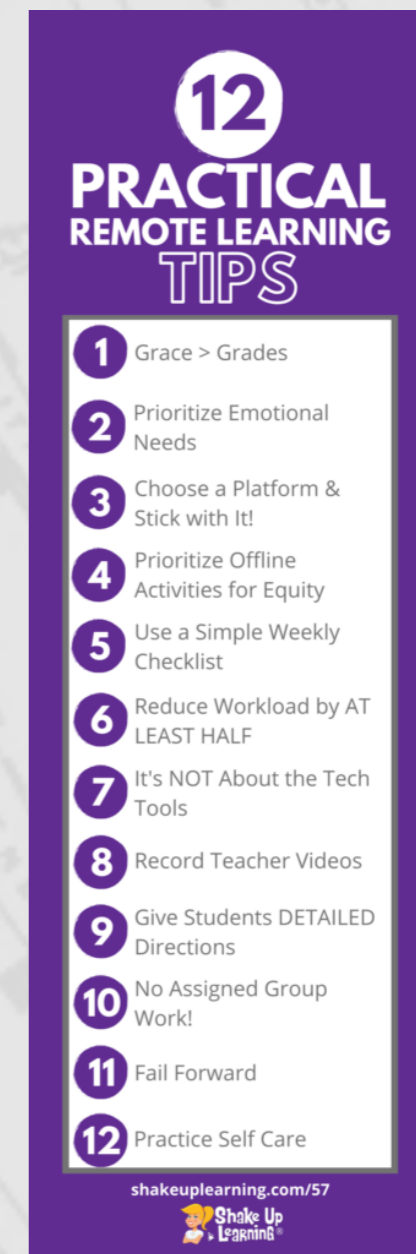 12
PRACTICAL
REMOTE LEARNING
TIPS
1 Grace > Grades
2 Prioritize Emotional
Needs
3 Choose a Platform &
Stick with It!
4 Prioritize Offline
Activities for Equity
5 Use a Simple Weekly
Checklist
6 Reduce Workload by AT
LEAST HALF
7 It's NOT About the Tech
Tools
8 Record Teacher Videos
9 Give Students DETAILED
Directions
10 No Assigned Group
Work!
11 Fail Forward
12 Practice Self Care
shakeuplearning.com/57
Shake Up
Learning®